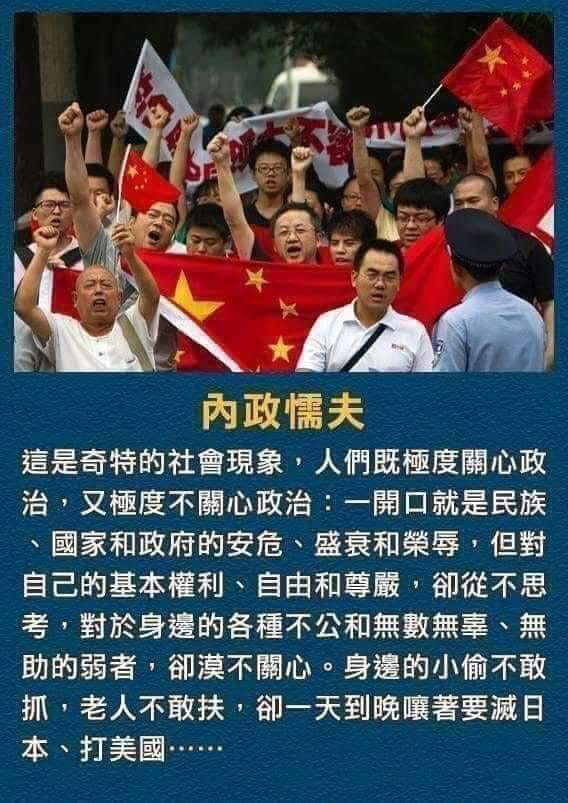 內政懦夫
這是奇特的社會現象，人們既極度關心政
治，又極度不關心政治：一開口就是民族
、國家和政府的安危、盛衰和榮辱，但對
自己的基本權利、自由和尊嚴，卻從不思
考，對於身邊的各種不公和無數無辜、無
助的弱者，卻漠不關心。身邊的小偷不敢
抓，老人不敢扶，卻一天到晚嚷著要滅日
本、打美國⋯⋯